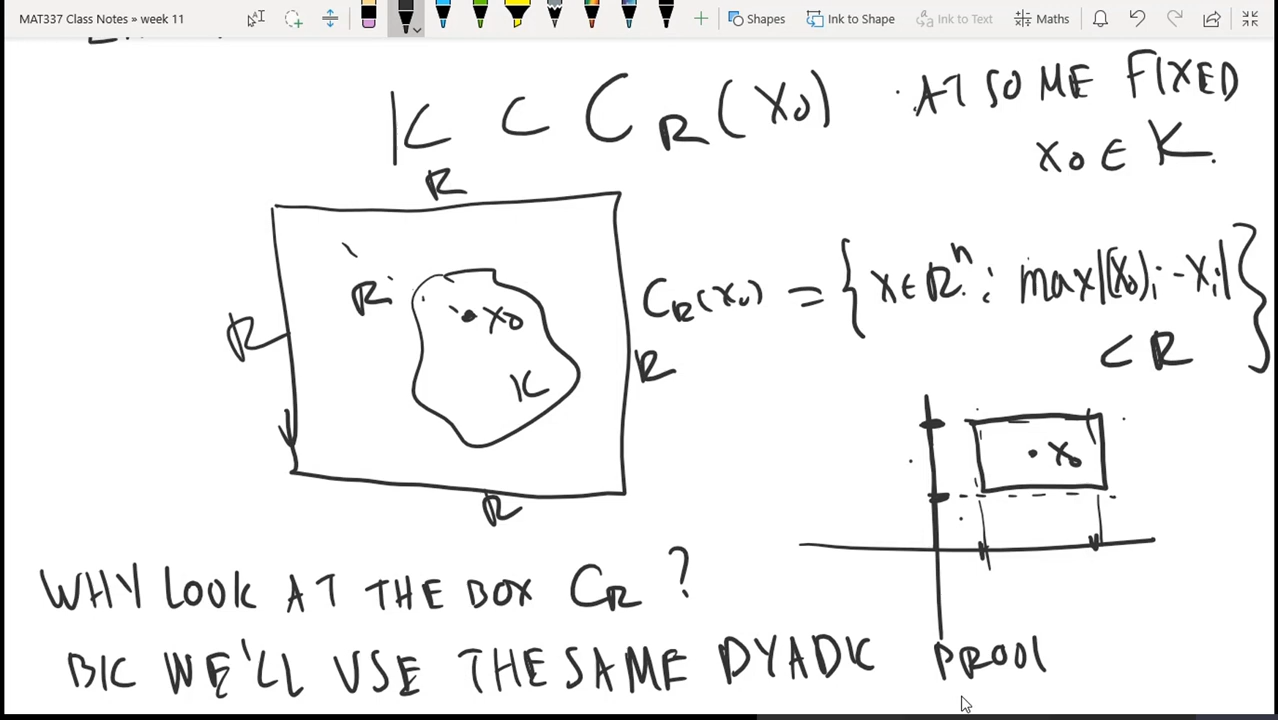 MAT337 Class Notes » week 11
Shapes Ink to Shape Ink to Text Maths
K ⊂ C_R(x₀) AT SOME FIXED
x₀ ∈ K.
R
R
R x₀
K
R
R
C_R(x₀) = {x ∈ ℝⁿ : max|(x₀)ᵢ - xᵢ|
< R}
x₀
WHY LOOK AT THE BOX C_R?
B/C WE'LL USE THE SAME DYADIC PROOF